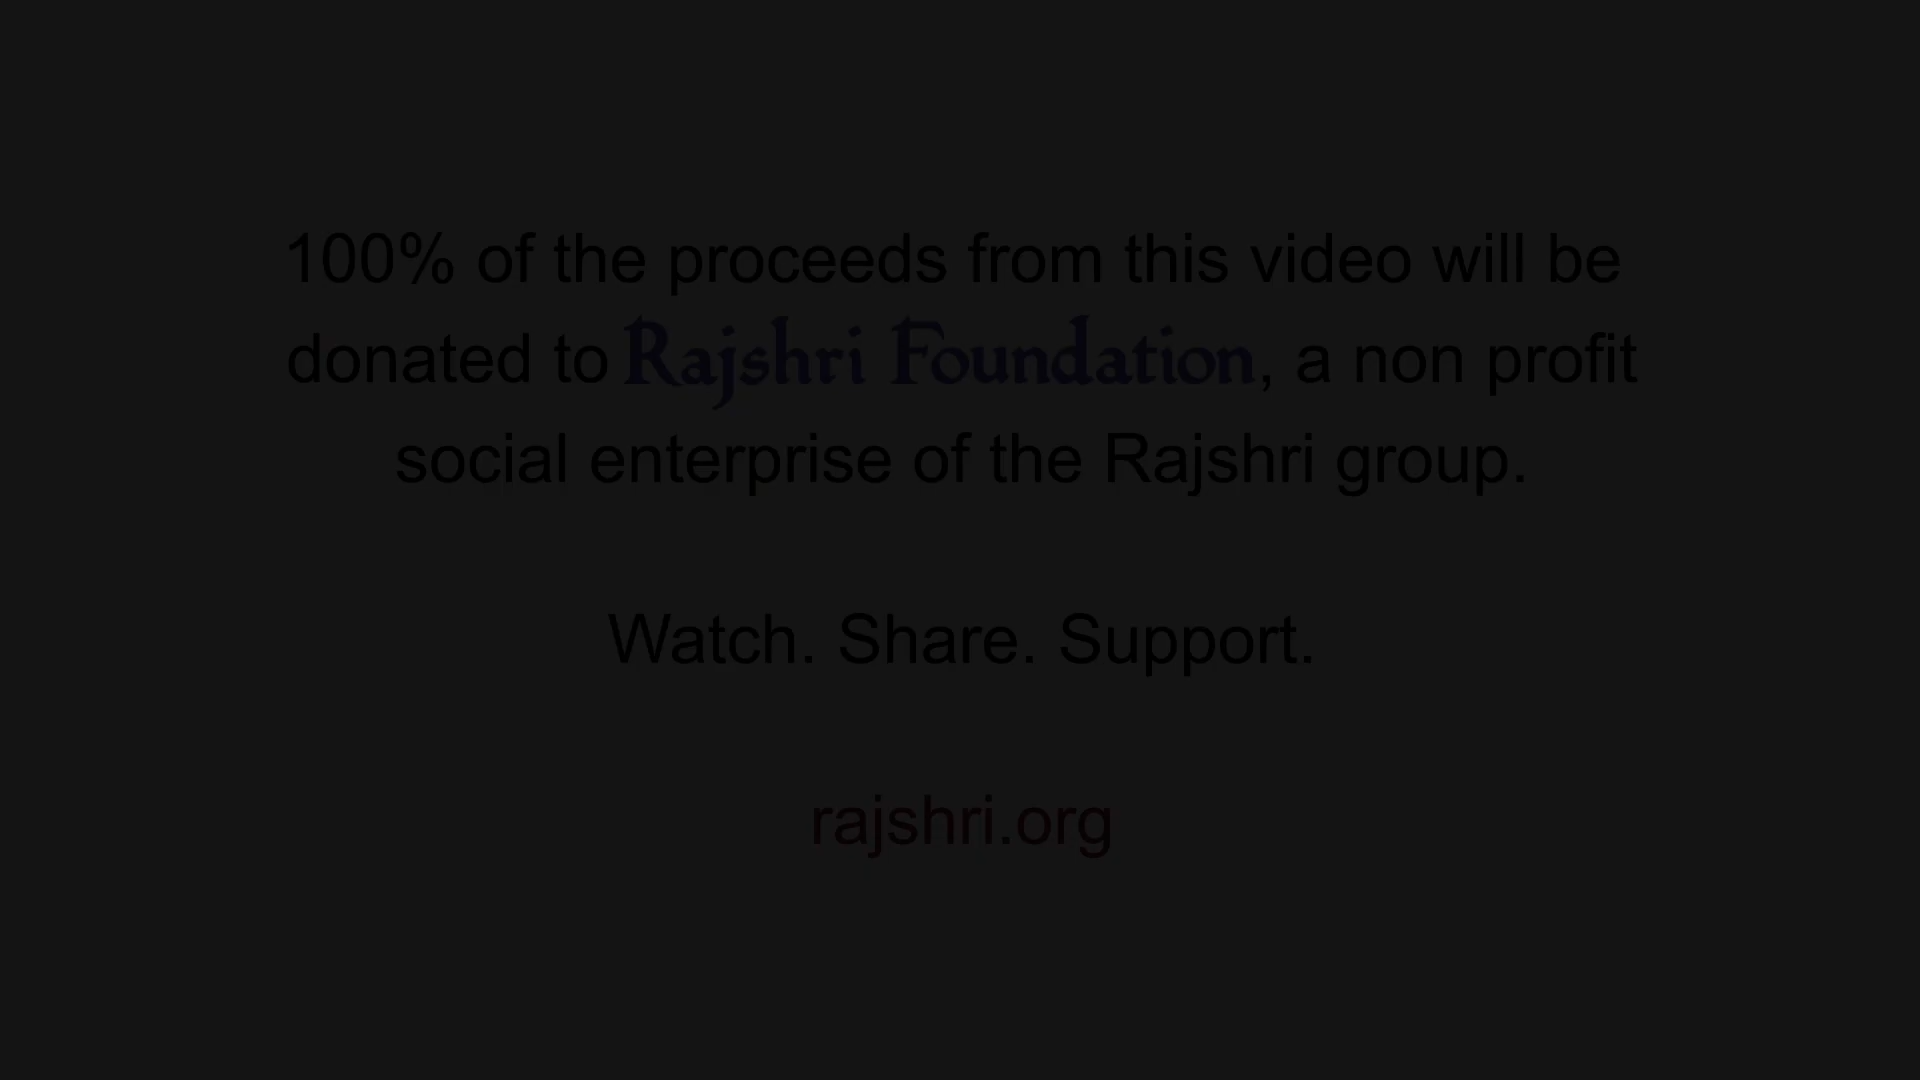 100% of the proceeds from this video will be
donated to Rajshri Foundation, a non profit
social enterprise of the Rajshri group.
Watch. Share. Support.
rajshri.org